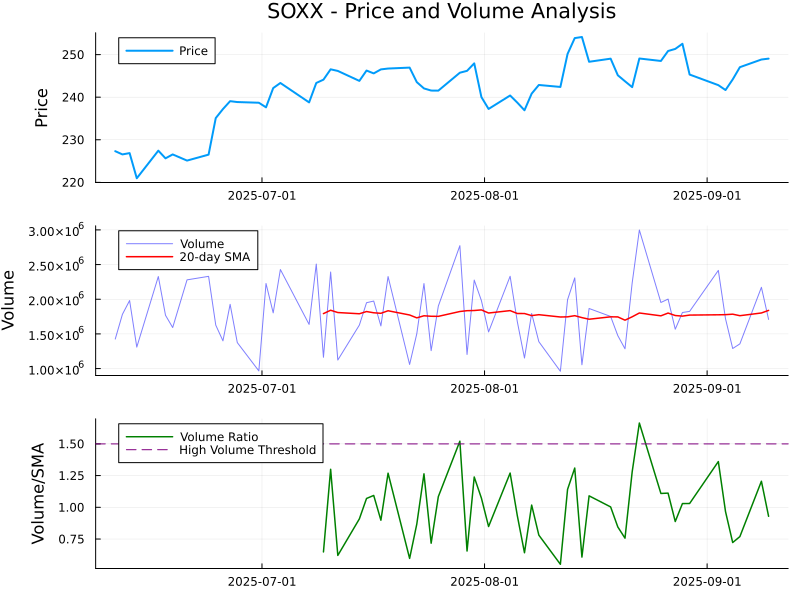 SOXX - Price and Volume Analysis
Price
Price
250
240
230
220
2025-07-01
2025-08-01
2025-09-01
Volume
Volume
20-day SMA
3.00×10⁶
2.50×10⁶
2.00×10⁶
1.50×10⁶
1.00×10⁶
2025-07-01
2025-08-01
2025-09-01
Volume/SMA
Volume Ratio
High Volume Threshold
1.50
1.25
1.00
0.75
2025-07-01
2025-08-01
2025-09-01